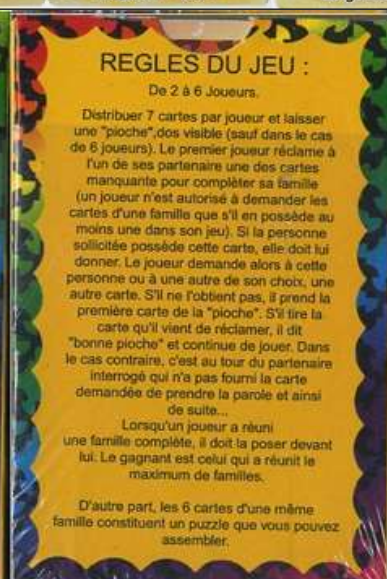 REGLES DU JEU :
De 2 à 6 Joueurs.
Distribuer 7 cartes par joueur et laisser
une "pioche",dos visible (sauf dans le cas
de 6 joueurs). Le premier joueur réclame à
l'un de ses partenaire une des cartes
manquante pour complèter sa famille
(un joueur n'est autorisé à demander les
cartes d'une famille que s'il en possède au
moins une dans son jeu). Si la personne
sollicitée possède cette carte, elle doit lui
donner. Le joueur demande alors à cette
personne ou à une autre de son choix, une
autre carte. S'il ne l'obtient pas, il prend la
première carte de la "pioche". S'il tire la
carte qu'il vient de réclamer, il dit
"bonne pioche" et continue de jouer. Dans
le cas contraire, c'est au tour du partenaire
interrogé qui n'a pas fourni la carte
demandée de prendre la parole et ainsi
de suite...
Lorsqu'un joueur a réuni
une famille complète, il doit la poser devant
lui. Le gagnant est celui qui a réunit le
maximum de familles.
D'autre part, les 6 cartes d'une même
famille constituent un puzzle que vous pouvez
assembler.